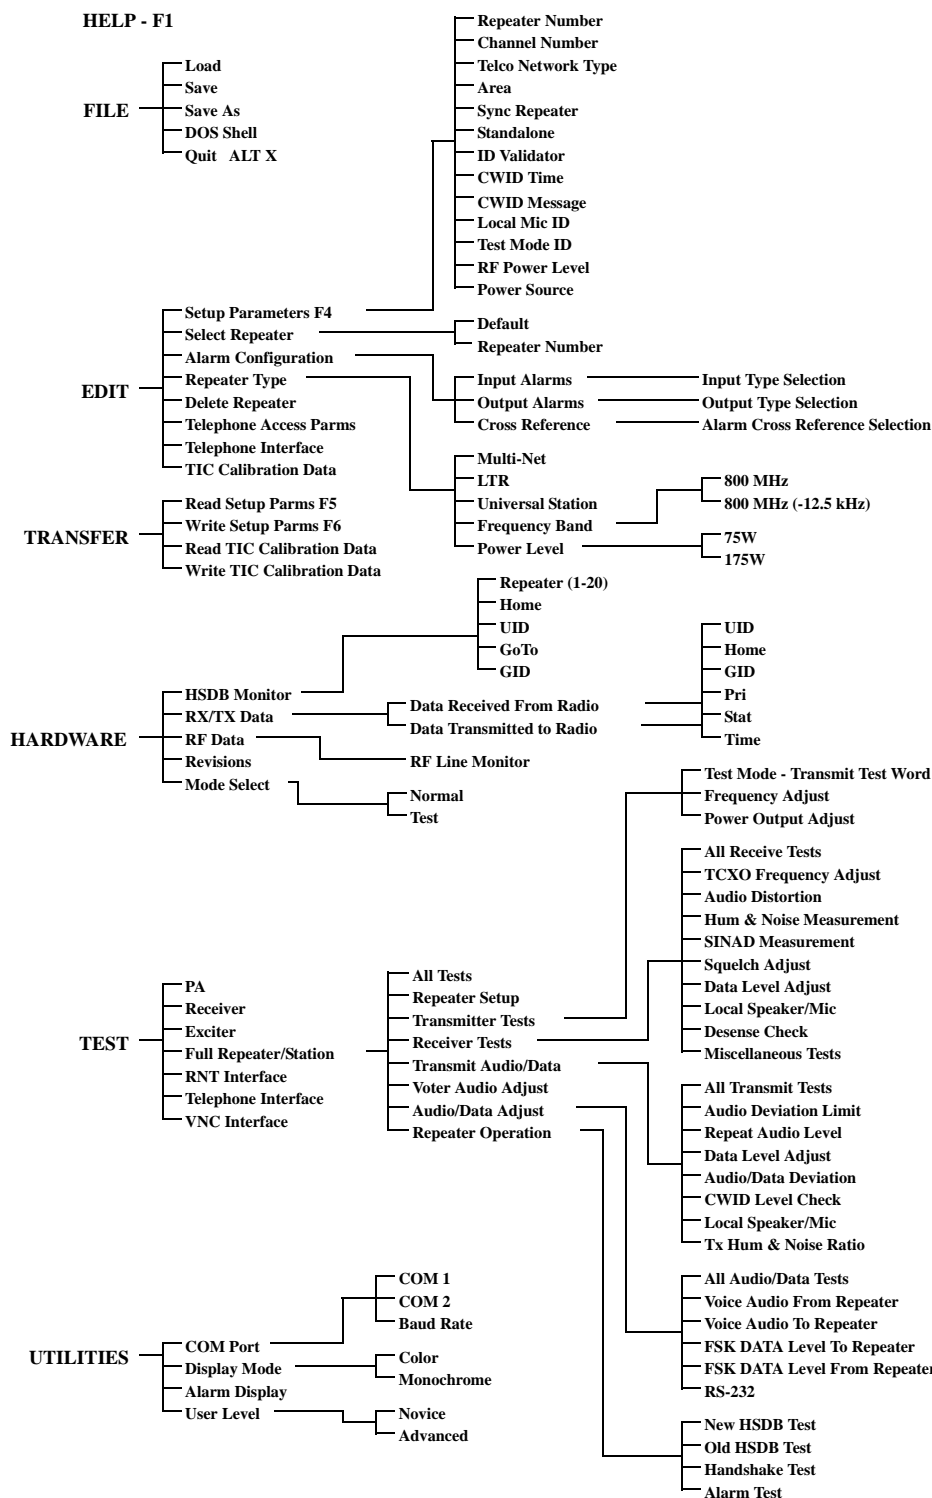 HELP - F1
FILE
Load
Save
Save As
DOS Shell
Quit ALT X
EDIT
Setup Parameters F4
Select Repeater
Alarm Configuration
Repeater Type
Delete Repeater
Telephone Access Parms
Telephone Interface
TIC Calibration Data
Repeater Number
Channel Number
Telco Network Type
Area
Sync Repeater
Standalone
ID Validator
CWID Time
CWID Message
Local Mic ID
Test Mode ID
RF Power Level
Power Source
Default
Repeater Number
Input Alarms
Output Alarms
Cross Reference
Input Type Selection
Output Type Selection
Alarm Cross Reference Selection
Multi-Net
LTR
Universal Station
Frequency Band
Power Level
800 MHz
800 MHz (-12.5 kHz)
75W
175W
TRANSFER
Read Setup Parms F5
Write Setup Parms F6
Read TIC Calibration Data
Write TIC Calibration Data
HARDWARE
HSDB Monitor
RX/TX Data
RF Data
Revisions
Mode Select
Repeater (1-20)
Home
UID
GoTo
GID
Data Received From Radio
Data Transmitted to Radio
UID
Home
GID
Pri
Stat
Time
RF Line Monitor
Normal
Test
TEST
PA
Receiver
Exciter
Full Repeater/Station
RNT Interface
Telephone Interface
VNC Interface
All Tests
Repeater Setup
Transmitter Tests
Receiver Tests
Transmit Audio/Data
Voter Audio Adjust
Audio/Data Adjust
Repeater Operation
Test Mode - Transmit Test Word
Frequency Adjust
Power Output Adjust
All Receive Tests
TCXO Frequency Adjust
Audio Distortion
Hum & Noise Measurement
SINAD Measurement
Squelch Adjust
Data Level Adjust
Local Speaker/Mic
Desense Check
Miscellaneous Tests
All Transmit Tests
Audio Deviation Limit
Repeat Audio Level
Data Level Adjust
Audio/Data Deviation
CWID Level Check
Local Speaker/Mic
Tx Hum & Noise Ratio
All Audio/Data Tests
Voice Audio From Repeater
Voice Audio To Repeater
FSK DATA Level To Repeater
FSK DATA Level From Repeater
RS-232
New HSDB Test
Old HSDB Test
Handshake Test
Alarm Test
UTILITIES
COM Port
Display Mode
Alarm Display
User Level
COM 1
COM 2
Baud Rate
Color
Monochrome
Novice
Advanced